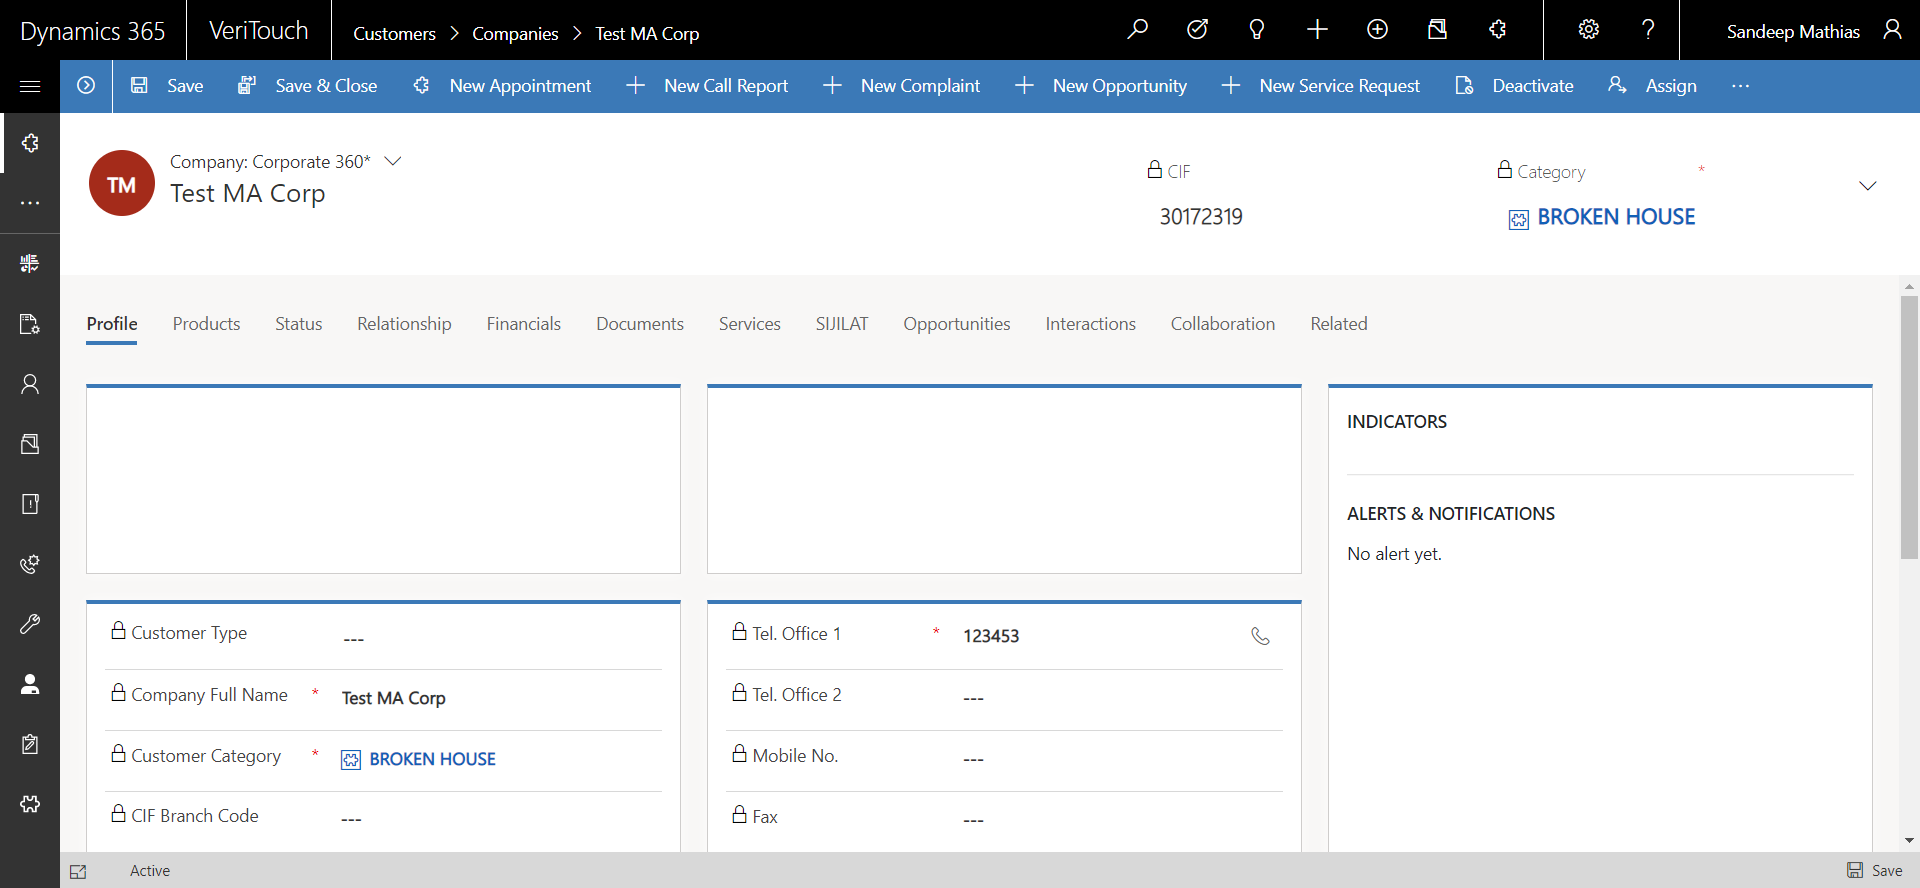 Dynamics 365
VeriTouch
Customers > Companies > Test MA Corp
Sandeep Mathias
Save
Save & Close
New Appointment
New Call Report
New Complaint
New Opportunity
New Service Request
Deactivate
Assign
TM
Company: Corporate 360*
Test MA Corp
CIF
30172319
Category *
BROKEN HOUSE
Profile
Products
Status
Relationship
Financials
Documents
Services
SIJILAT
Opportunities
Interactions
Collaboration
Related
INDICATORS
ALERTS & NOTIFICATIONS
No alert yet.
Customer Type ---
Company Full Name * Test MA Corp
Customer Category * BROKEN HOUSE
CIF Branch Code ---
Tel. Office 1 * 123453
Tel. Office 2 ---
Mobile No. ---
Fax ---
Active
Save